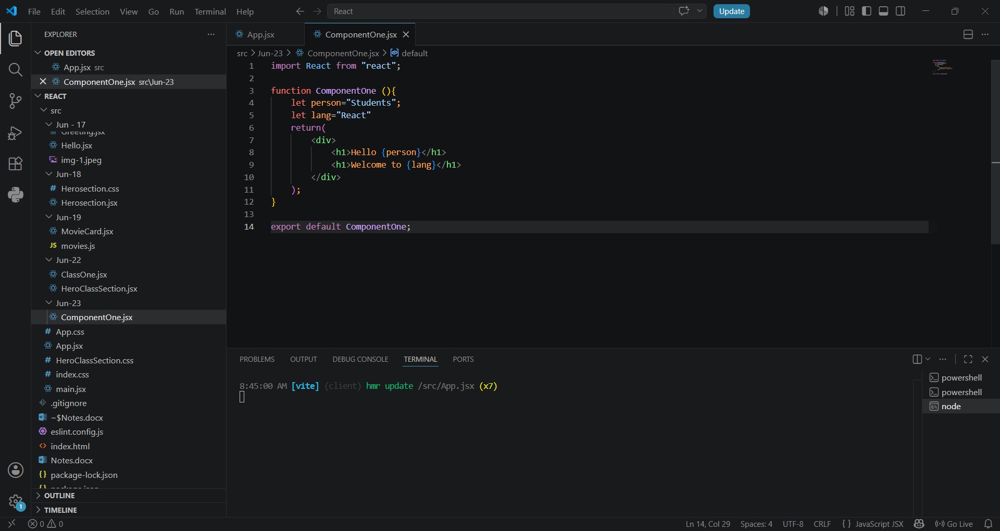 File Edit Selection View Go Run Terminal Help React Update
EXPLORER
OPEN EDITORS
App.jsx src
ComponentOne.jsx src\Jun-23
REACT
src
Jun - 17
Greeting.jsx
Hello.jsx
img-1.jpeg
Jun-18
# Herosection.css
Herosection.jsx
Jun-19
MovieCard.jsx
JS movies.js
Jun-22
ClassOne.jsx
HeroClassSection.jsx
Jun-23
ComponentOne.jsx
# App.css
App.jsx
# HeroClassSection.css
# index.css
main.jsx
.gitignore
~$Notes.docx
eslint.config.js
<> index.html
Notes.docx
{} package-lock.json
OUTLINE
TIMELINE
1
App.jsx
ComponentOne.jsx
src > Jun-23 > ComponentOne.jsx > default
1 import React from "react";
2
3 function ComponentOne (){
4 let person="Students";
5 let lang="React"
6 return(
7 <div>
8 <h1>Hello {person}</h1>
9 <h1>Welcome to {lang}</h1>
10 </div>
11 );
12 }
13
14 export default ComponentOne;
PROBLEMS OUTPUT DEBUG CONSOLE TERMINAL PORTS
8:45:00 AM [vite] (client) hmr update /src/App.jsx (x7)
powershell
powershell
node
0 0 Ln 14, Col 29 Spaces: 4 UTF-8 CRLF {} JavaScript JSX Go Live